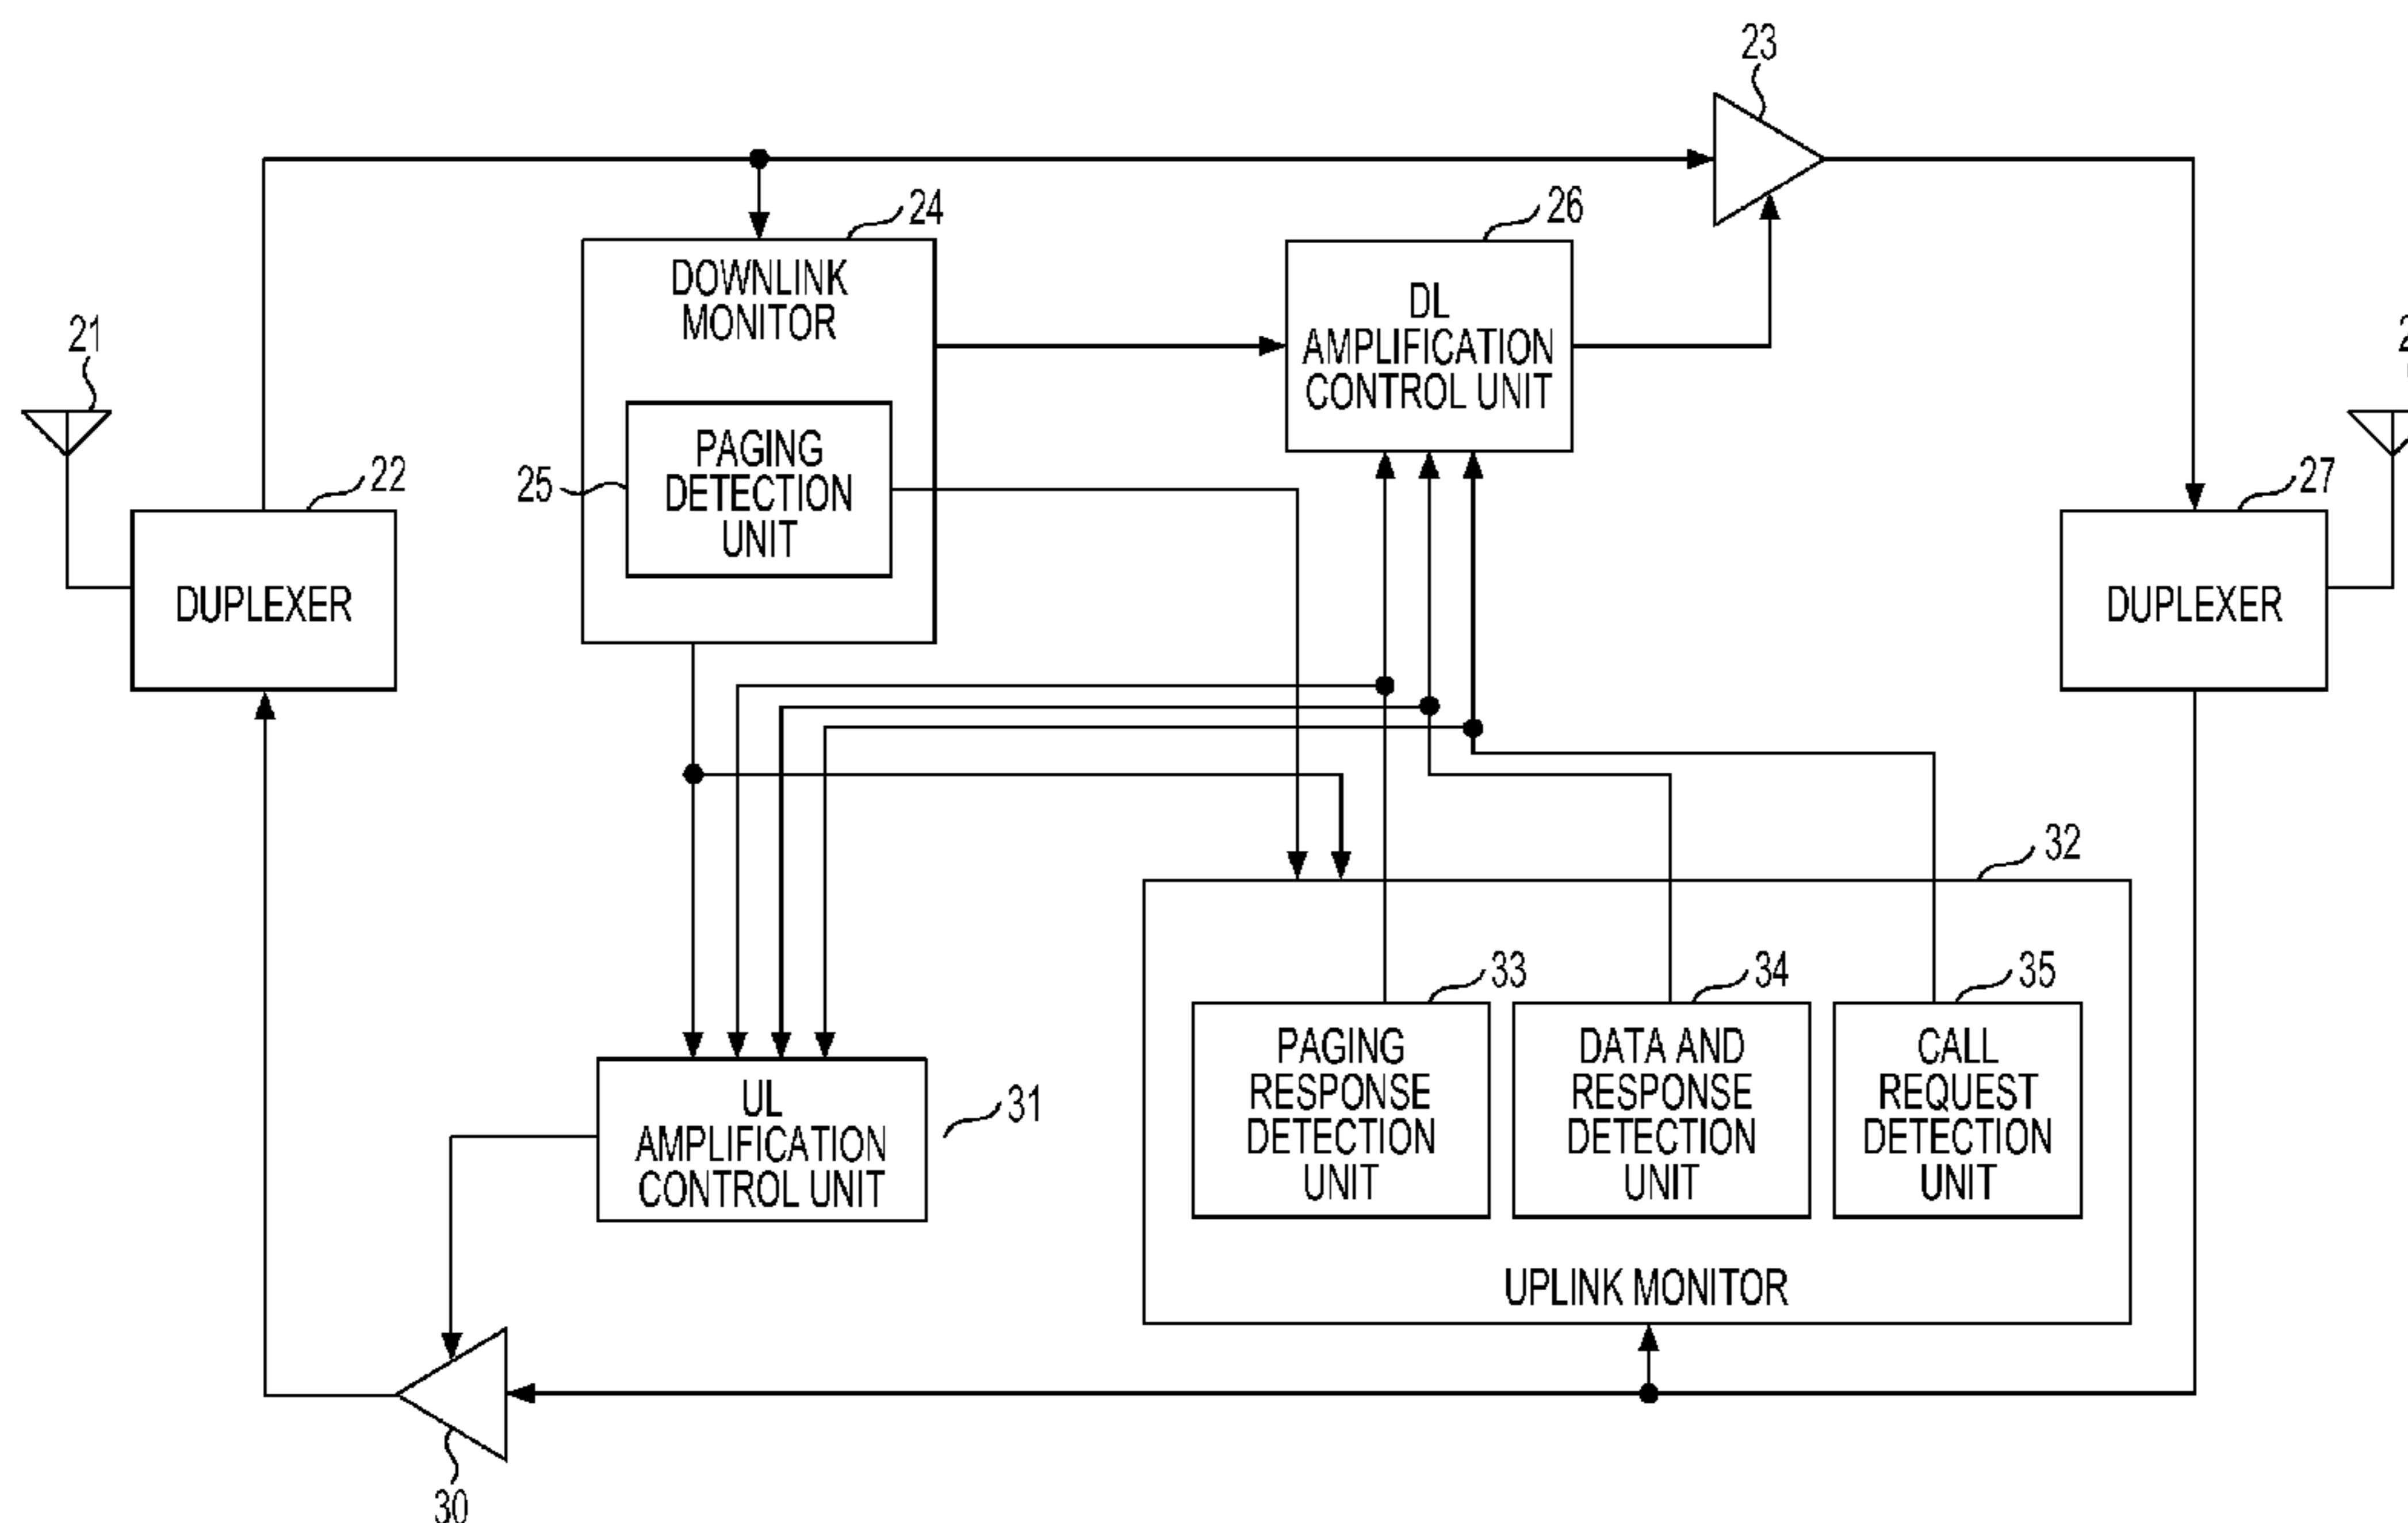 23
24
26
DOWNLINK
MONITOR
DL
AMPLIFICATION
CONTROL UNIT
21
25
PAGING
DETECTION
UNIT
22
DUPLEXER
27
DUPLEXER
32
33
34
35
PAGING
RESPONSE
DETECTION
UNIT
DATA AND
RESPONSE
DETECTION
UNIT
CALL
REQUEST
DETECTION
UNIT
UL
AMPLIFICATION
CONTROL UNIT
31
UPLINK MONITOR
30